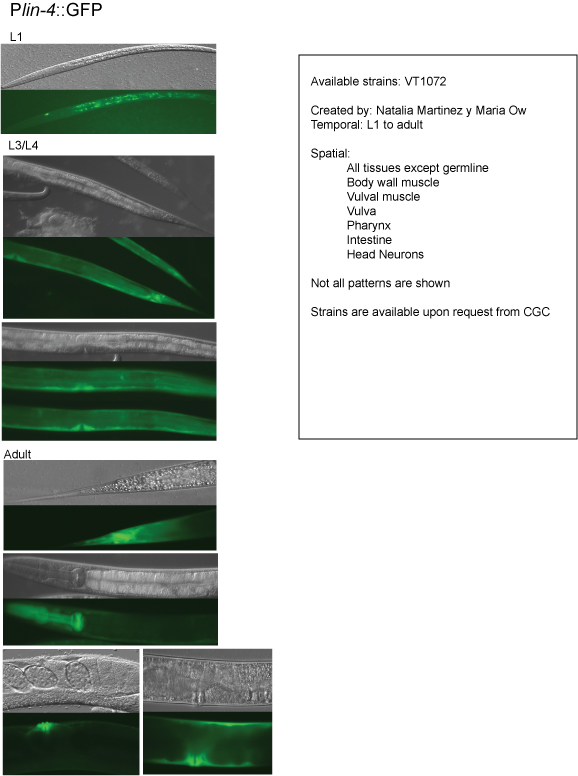 Plin-4::GFP
L1
L3/L4
Adult
Available strains: VT1072
Created by: Natalia Martinez y Maria Ow
Temporal: L1 to adult
Spatial:
All tissues except germline
Body wall muscle
Vulval muscle
Vulva
Pharynx
Intestine
Head Neurons
Not all patterns are shown
Strains are available upon request from CGC